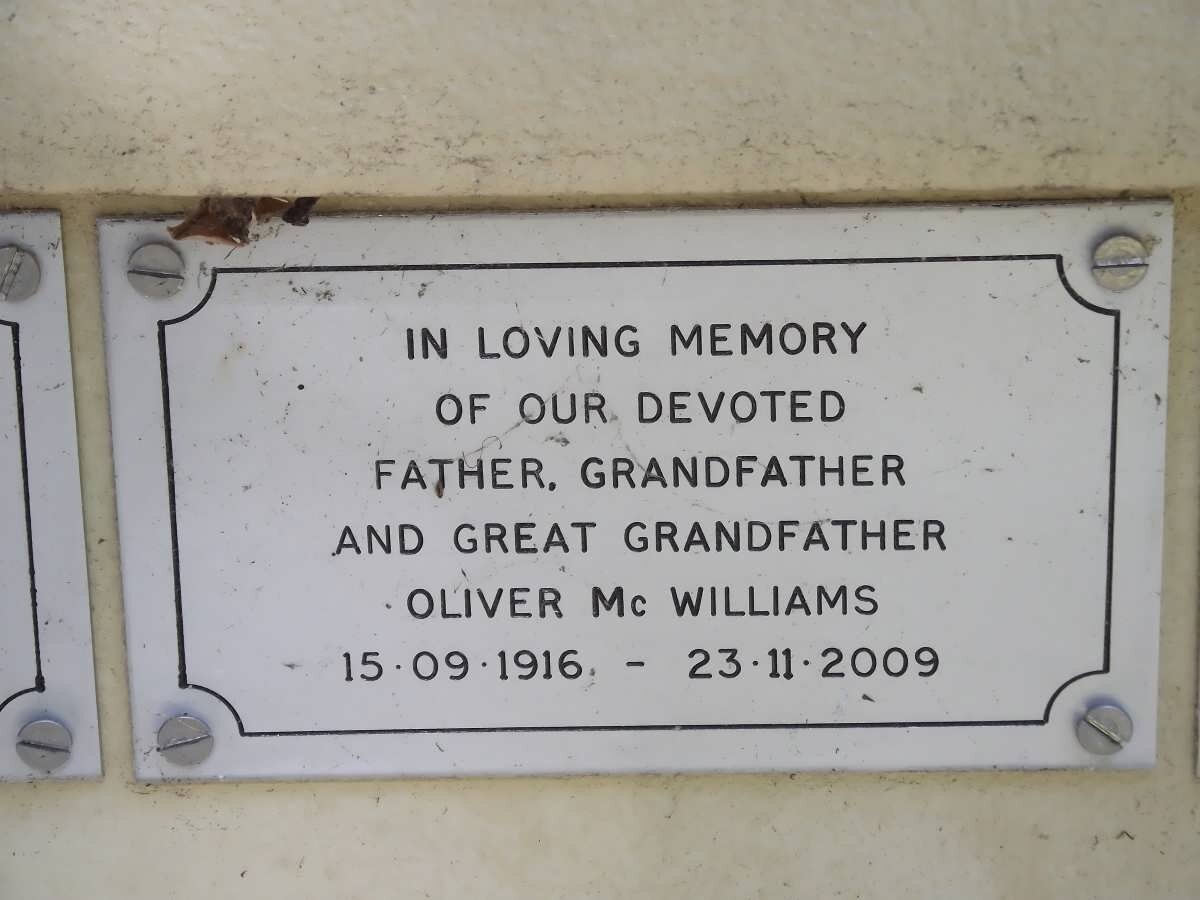 IN LOVING MEMORY
OF OUR DEVOTED
FATHER, GRANDFATHER
AND GREAT GRANDFATHER
OLIVER Mc WILLIAMS
15·09·1916 - 23·11·2009